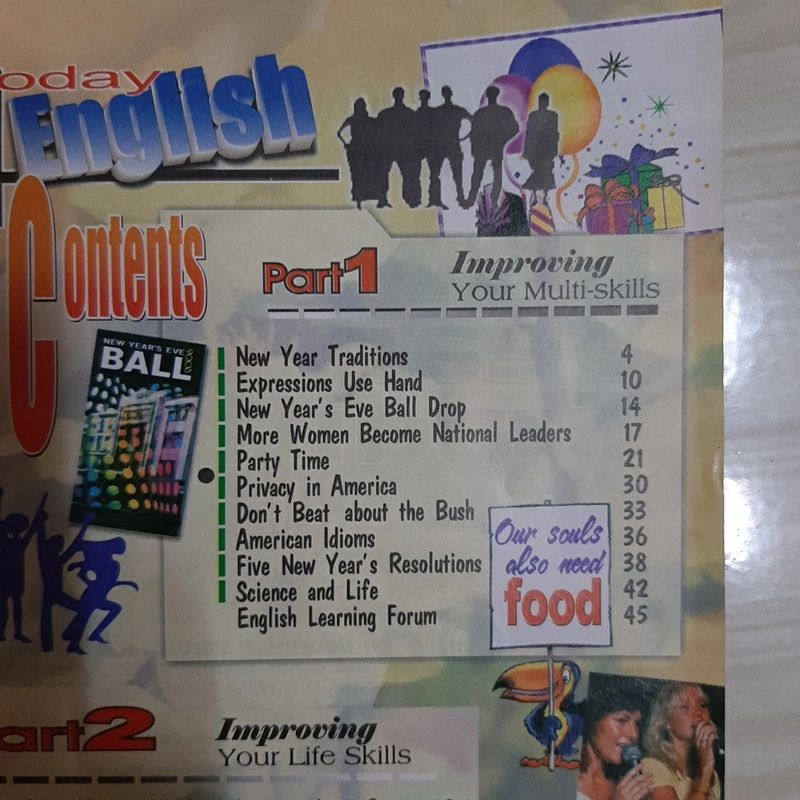 Today
English
Contents
Part1
Improving
Your Multi-skills
NEW YEAR'S EVE
BALL
2006
New Year Traditions 4
Expressions Use Hand 10
New Year's Eve Ball Drop 14
More Women Become National Leaders 17
Party Time 21
Privacy in America 30
Don't Beat about the Bush 33
American Idioms 36
Five New Year's Resolutions 38
Science and Life 42
English Learning Forum 45
Our souls
also need
food
Part2
Improving
Your Life Skills